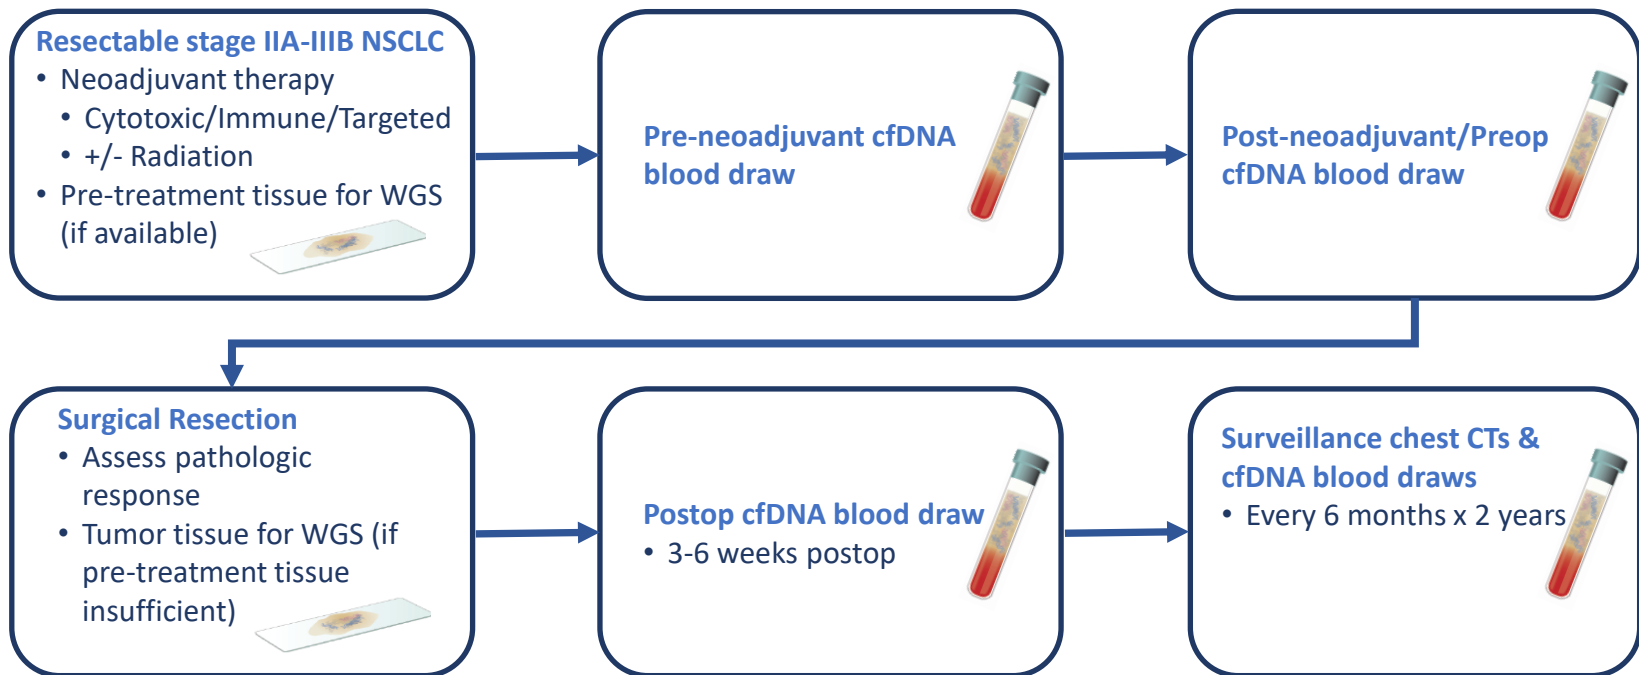 Resectable stage IIA-IIIB NSCLC
• Neoadjuvant therapy
• Cytotoxic/Immune/Targeted
• +/- Radiation
• Pre-treatment tissue for WGS
(if available)
Pre-neoadjuvant cfDNA
blood draw
Post-neoadjuvant/Preop
cfDNA blood draw
Surgical Resection
• Assess pathologic
response
• Tumor tissue for WGS (if
pre-treatment tissue
insufficient)
Postop cfDNA blood draw
• 3-6 weeks postop
Surveillance chest CTs &
cfDNA blood draws
• Every 6 months x 2 years